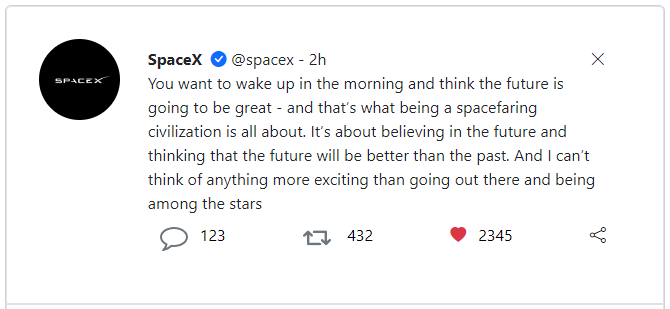 SPACEX
SpaceX @spacex - 2h
You want to wake up in the morning and think the future is
going to be great - and that’s what being a spacefaring
civilization is all about. It’s about believing in the future and
thinking that the future will be better than the past. And I can’t
think of anything more exciting than going out there and being
among the stars
123 432 2345